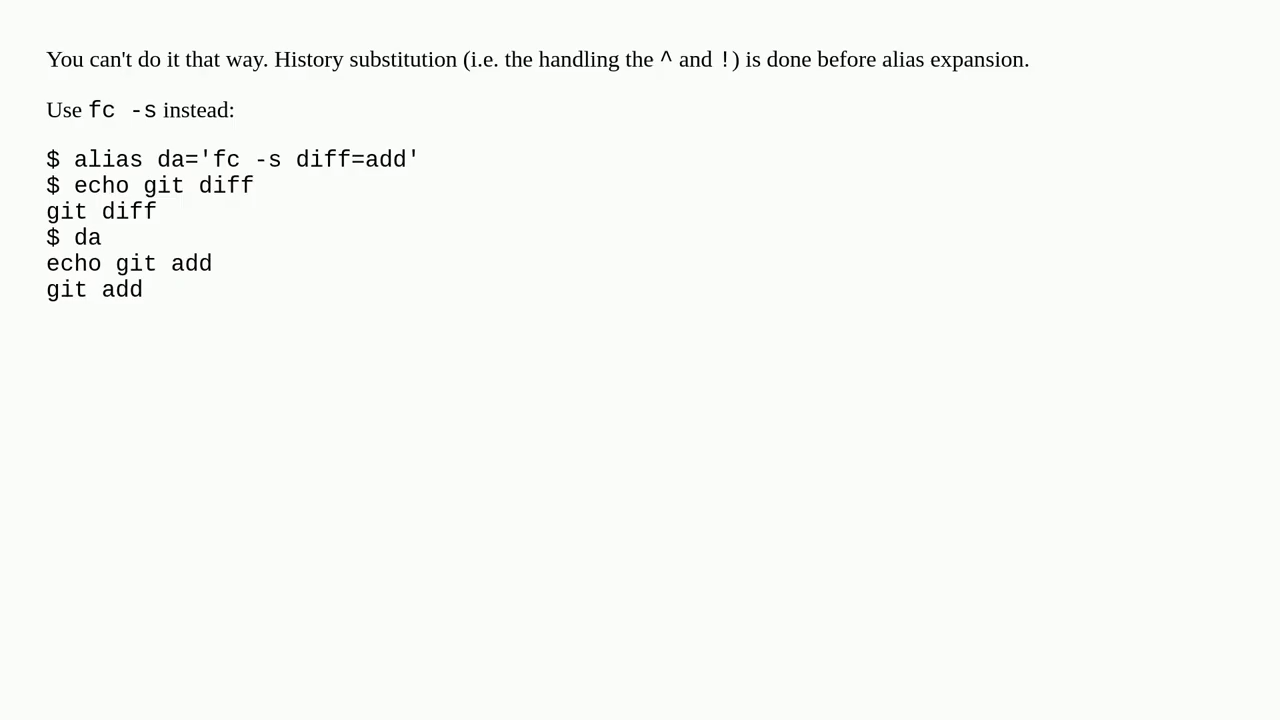 You can't do it that way. History substitution (i.e. the handling the ^ and !) is done before alias expansion.
Use fc -s instead:
$ alias da='fc -s diff=add'
$ echo git diff
git diff
$ da
echo git add
git add